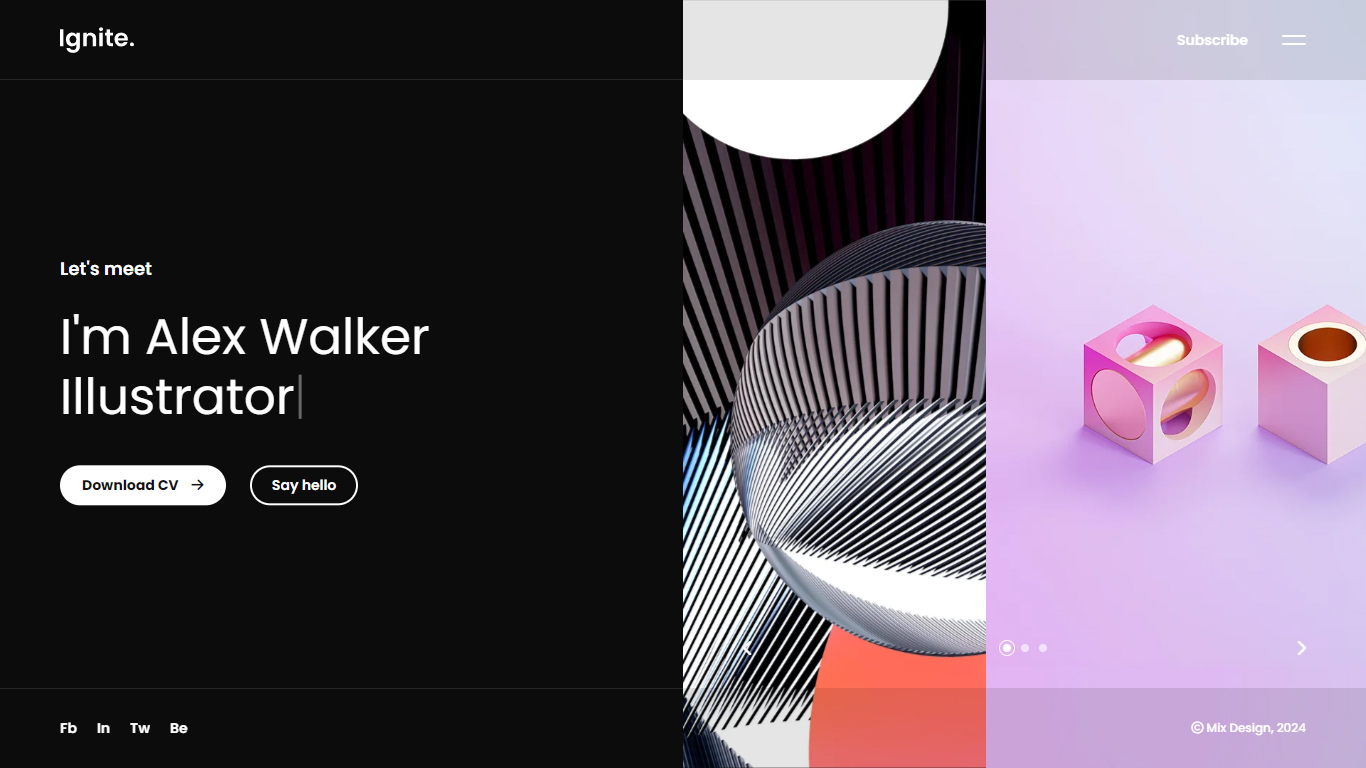 Ignite.
Subscribe
Let's meet
I'm Alex Walker
Illustrator
Download CV
Say hello
Fb In Tw Be
© Mix Design, 2024